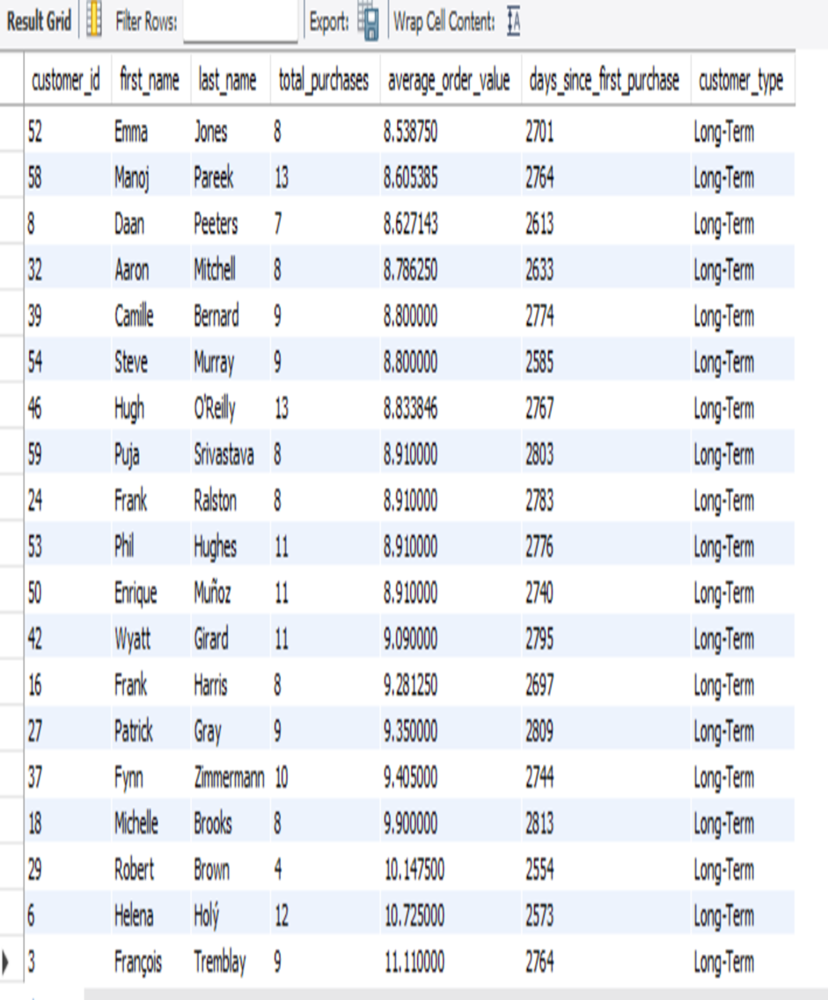 Result Grid Filter Rows: Export: Wrap Cell Content:
customer_id first_name last_name total_purchases average_order_value days_since_first_purchase customer_type
52 Emma Jones 8 8.538750 2701 Long-Term
58 Manoj Pareek 13 8.605385 2764 Long-Term
8 Daan Peeters 7 8.627143 2613 Long-Term
32 Aaron Mitchell 8 8.786250 2633 Long-Term
39 Camille Bernard 9 8.800000 2774 Long-Term
54 Steve Murray 9 8.800000 2585 Long-Term
46 Hugh O'Reilly 13 8.833846 2767 Long-Term
59 Puja Srivastava 8 8.910000 2803 Long-Term
24 Frank Ralston 8 8.910000 2783 Long-Term
53 Phil Hughes 11 8.910000 2776 Long-Term
50 Enrique Muñoz 11 8.910000 2740 Long-Term
42 Wyatt Girard 11 9.090000 2795 Long-Term
16 Frank Harris 8 9.281250 2697 Long-Term
27 Patrick Gray 9 9.350000 2809 Long-Term
37 Fynn Zimmermann 10 9.405000 2744 Long-Term
18 Michelle Brooks 8 9.900000 2813 Long-Term
29 Robert Brown 4 10.147500 2554 Long-Term
6 Helena Holý 12 10.725000 2573 Long-Term
3 François Tremblay 9 11.110000 2764 Long-Term